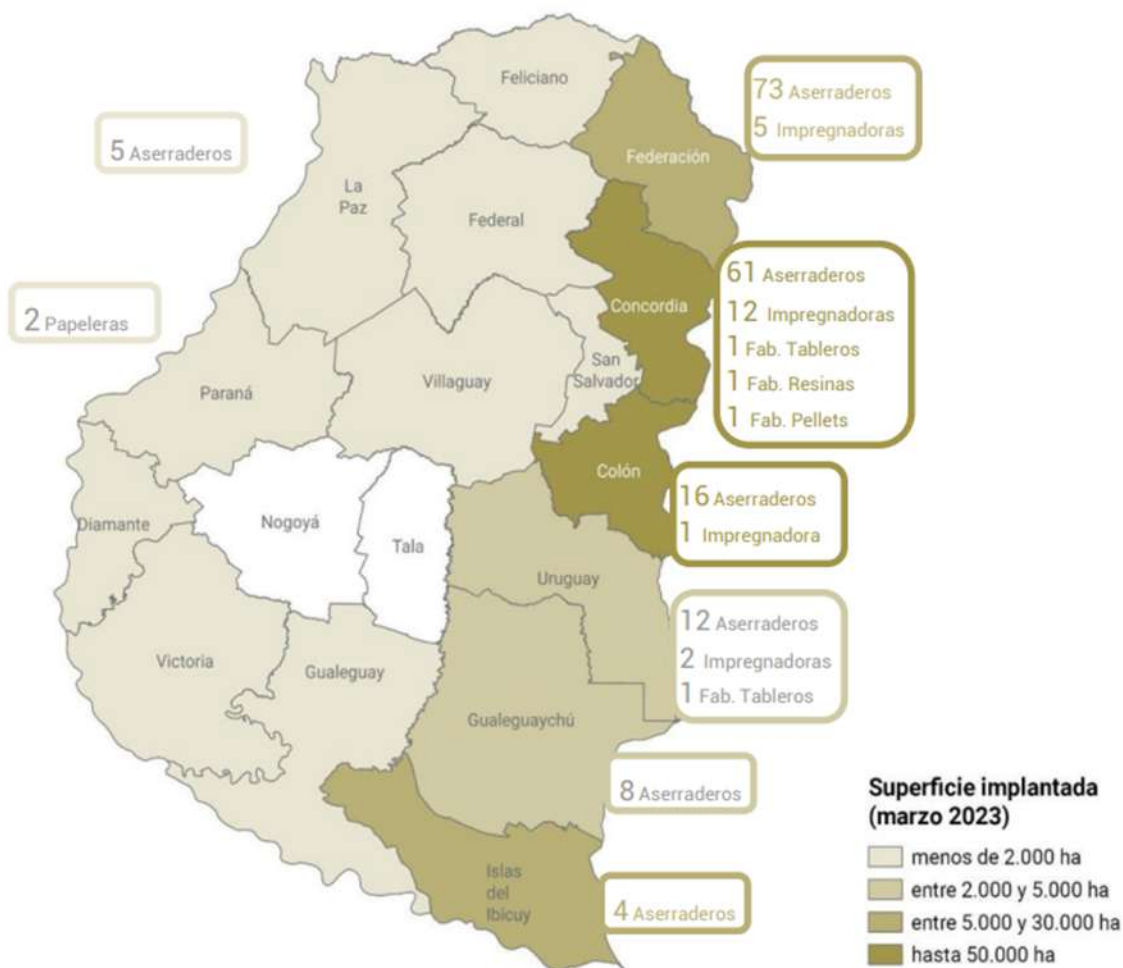 Feliciano
73 Aserraderos
5 Impregnadoras
5 Aserraderos
Federación
La
Paz
Federal
61 Aserraderos
12 Impregnadoras
1 Fab. Tableros
1 Fab. Resinas
1 Fab. Pellets
2 Papeleras
Concordia
San
Salvador
Villaguay
Paraná
Colón
16 Aserraderos
1 Impregnadora
Diamante
Nogoyá
Tala
Uruguay
12 Aserraderos
2 Impregnadoras
1 Fab. Tableros
Victoria
Gualeguay
Gualeguaychú
8 Aserraderos
Islas
del
Ibicuy
4 Aserraderos
Superficie implantada
(marzo 2023)
menos de 2.000 ha
entre 2.000 y 5.000 ha
entre 5.000 y 30.000 ha
hasta 50.000 ha